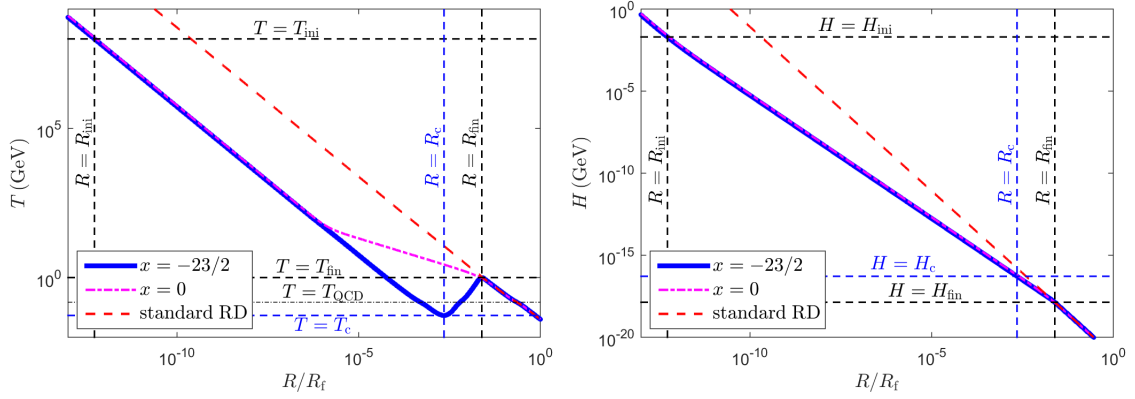 T = T_ini
R = R_ini
R = R_c
R = R_fin
T = T_fin
T = T_QCD
T = T_c
x = −23/2
x = 0
standard RD
10^5
10^0
T (GeV)
10^-10
10^-5
10^0
R/R_f
10^0
10^-5
10^-10
10^-15
10^-20
H (GeV)
H = H_ini
R = R_ini
R = R_c
R = R_fin
H = H_c
H = H_fin
x = −23/2
x = 0
standard RD
10^-10
10^-5
10^0
R/R_f